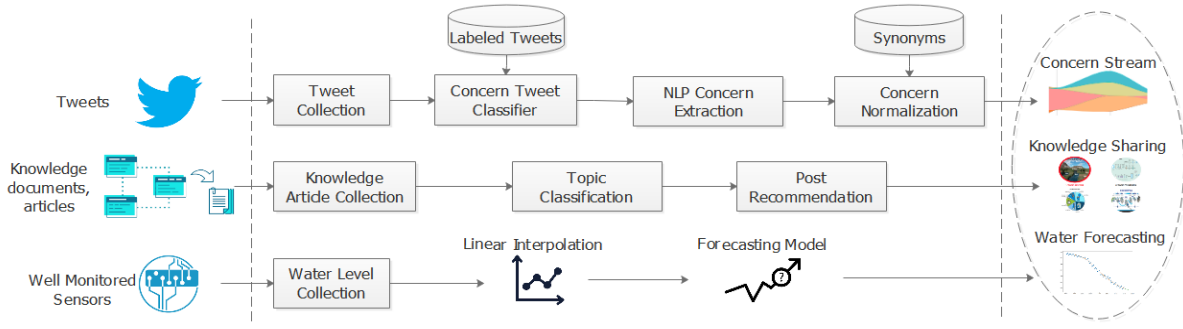 Labeled Tweets
Synonyms
Tweets
Tweet
Collection
Concern Tweet
Classifier
NLP Concern
Extraction
Concern
Normalization
Concern Stream
Knowledge
documents,
articles
Knowledge
Article Collection
Topic
Classification
Post
Recommendation
Knowledge Sharing
Well Monitored
Sensors
Water Level
Collection
Linear Interpolation
Forecasting Model
?
Water Forecasting